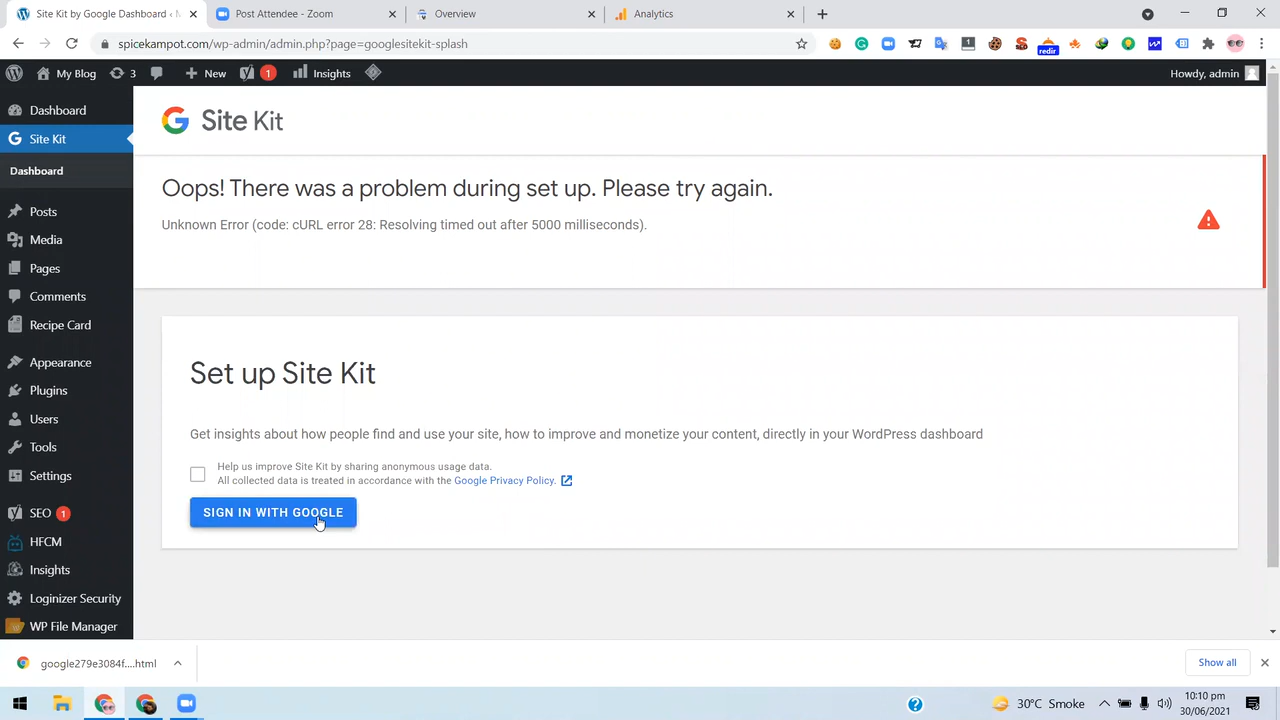 Site Kit by Google Dashboard ‹
Post Attendee - Zoom
Overview
Analytics
spicekampot.com/wp-admin/admin.php?page=googlesitekit-splash
1
redir
My Blog
3
New
1
Insights
Howdy, admin
Dashboard
Site Kit
Dashboard
Posts
Media
Pages
Comments
Recipe Card
Appearance
Plugins
Users
Tools
Settings
SEO 1
HFCM
Insights
Loginizer Security
WP File Manager
Site Kit
Oops! There was a problem during set up. Please try again.
Unknown Error (code: cURL error 28: Resolving timed out after 5000 milliseconds).
Set up Site Kit
Get insights about how people find and use your site, how to improve and monetize your content, directly in your WordPress dashboard
Help us improve Site Kit by sharing anonymous usage data.
All collected data is treated in accordance with the Google Privacy Policy.
SIGN IN WITH GOOGLE
google279e3084f....html
Show all
30°C Smoke
10:10 pm
30/06/2021